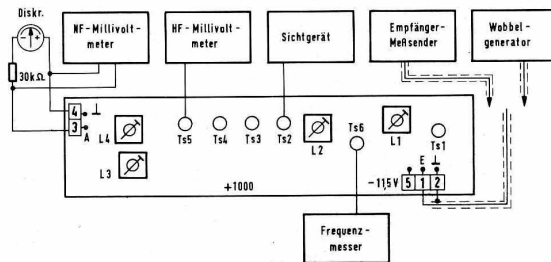 Diskr.
30kΩ
NF-Millivolt-
meter
HF-Millivolt-
meter
Sichtgerät
Empfänger-
Meßsender
Wobbel-
generator
4 ⊥
3 A
L4
L3
Ts5
Ts4
Ts3
Ts2
L2
Ts6
L1
Ts1
+1000
E ⊥
-11,5V 5 1 2
Frequenz-
messer